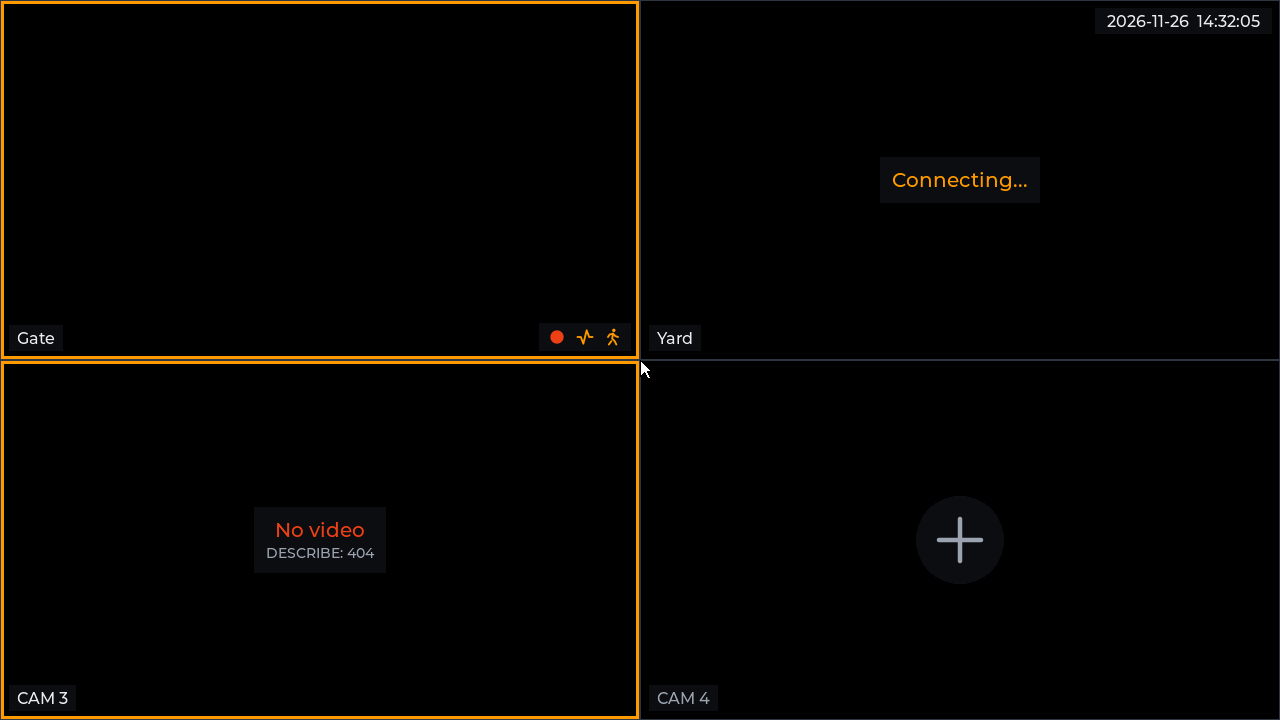 2026-11-26 14:32:05
Connecting...
Gate
Yard
No video
DESCRIBE: 404
CAM 3
CAM 4